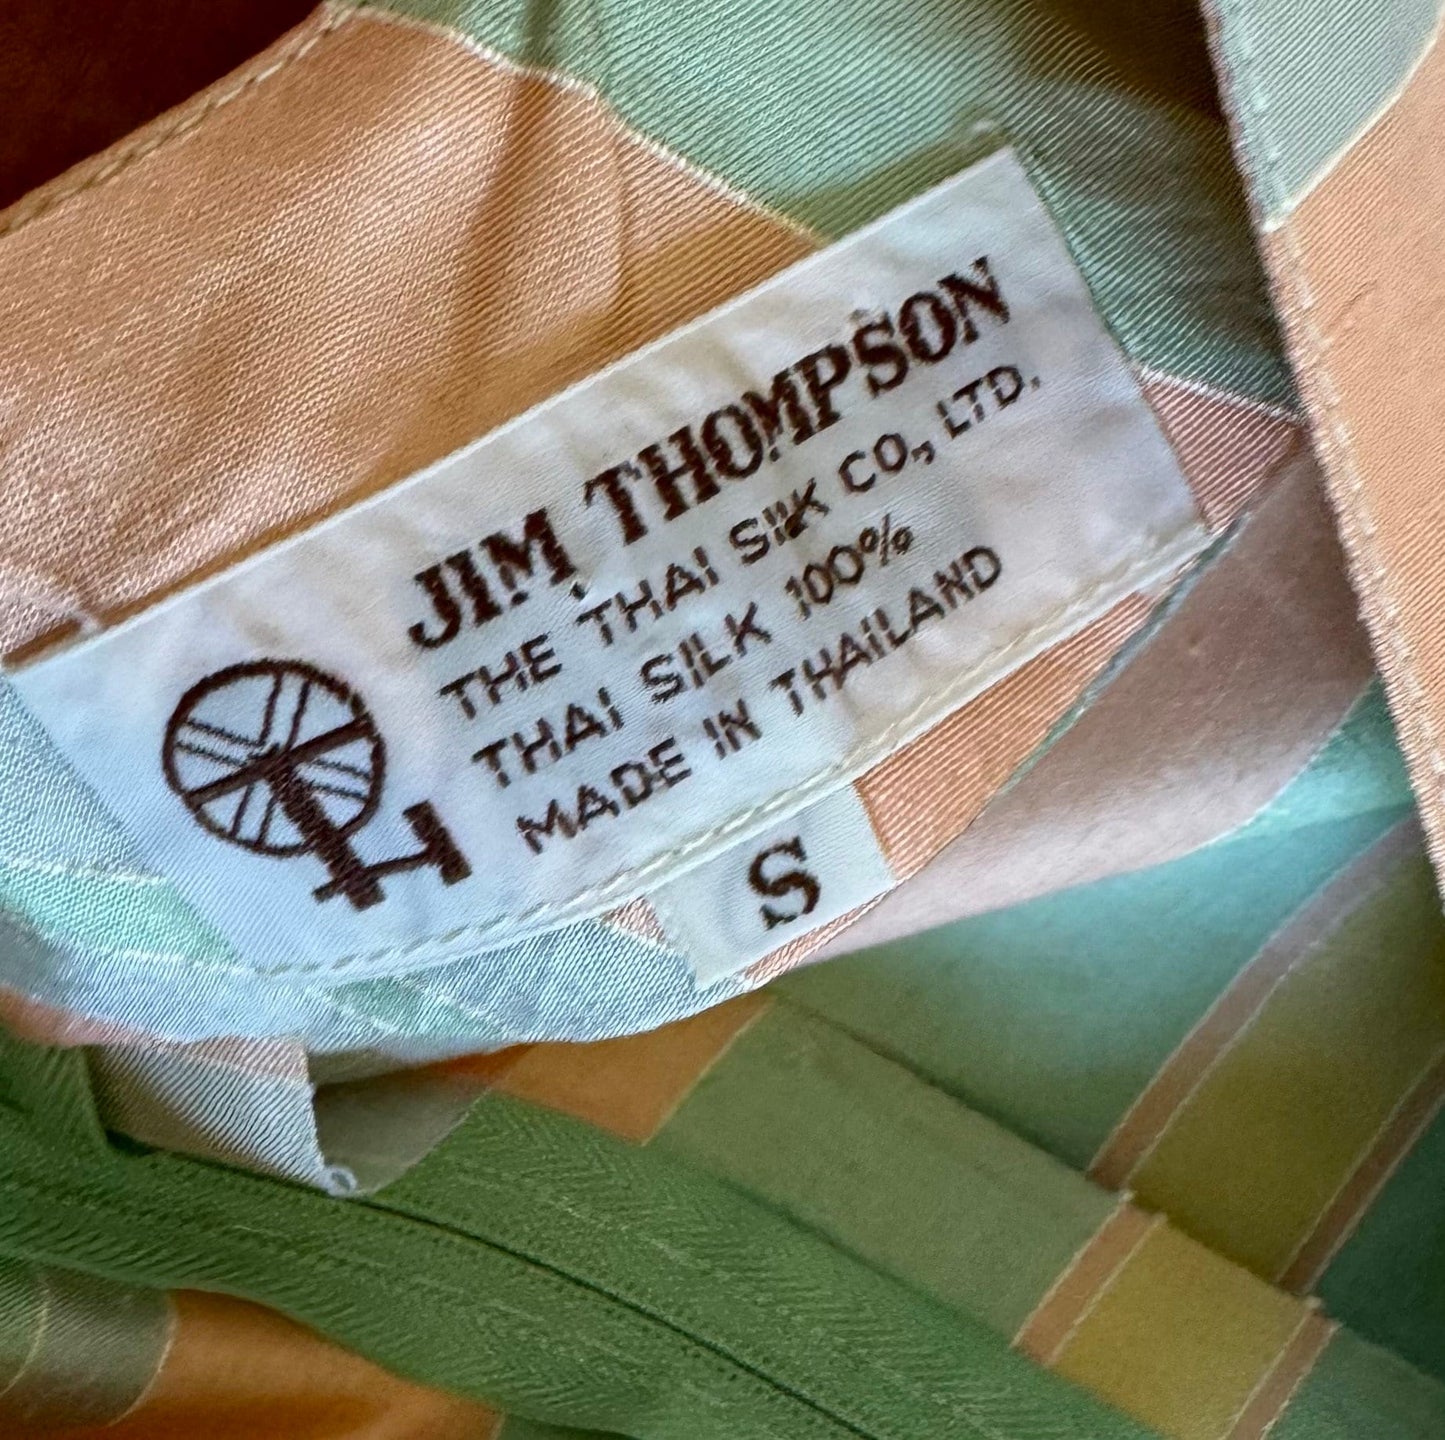 JIM THOMPSON
THE THAI SILK CO., LTD.
THAI SILK 100%
MADE IN THAILAND
S